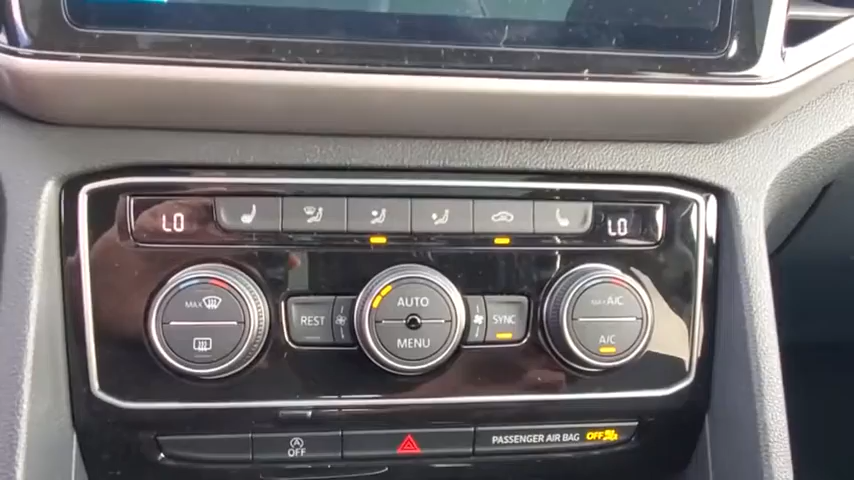 LO
LO
MAX
AUTO
MAX A/C
REST
SYNC
MENU
A/C
A
OFF
PASSENGER AIR BAG OFF